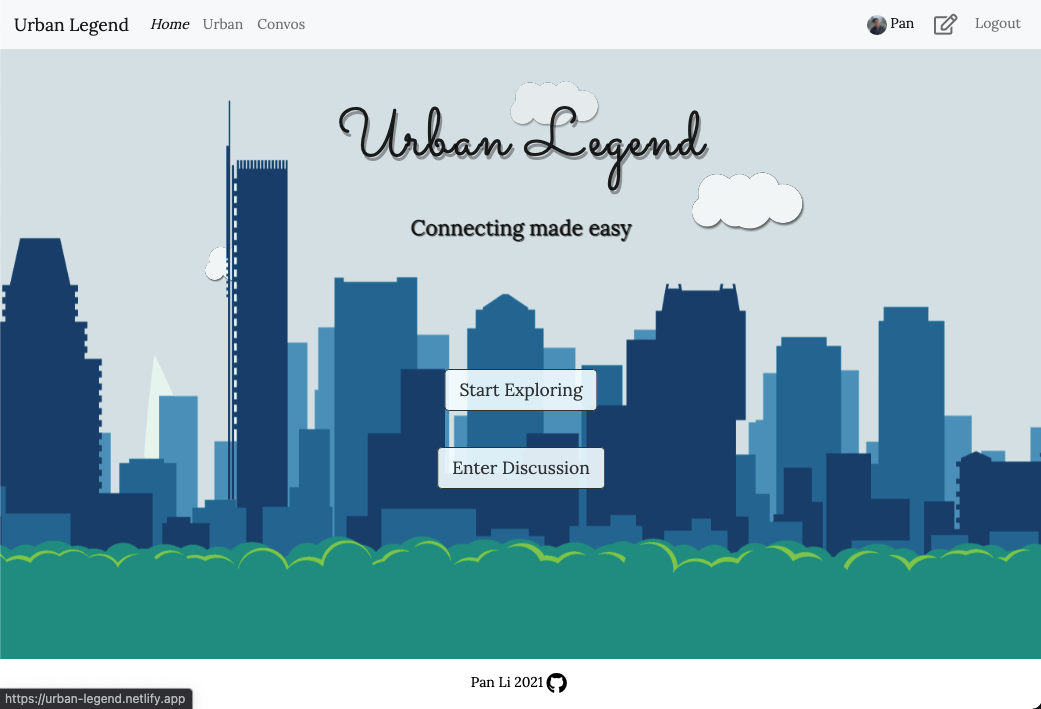 Urban Legend Home Urban Convos Pan Logout
Urban Legend
Connecting made easy
Start Exploring
Enter Discussion
Pan Li 2021
https://urban-legend.netlify.app